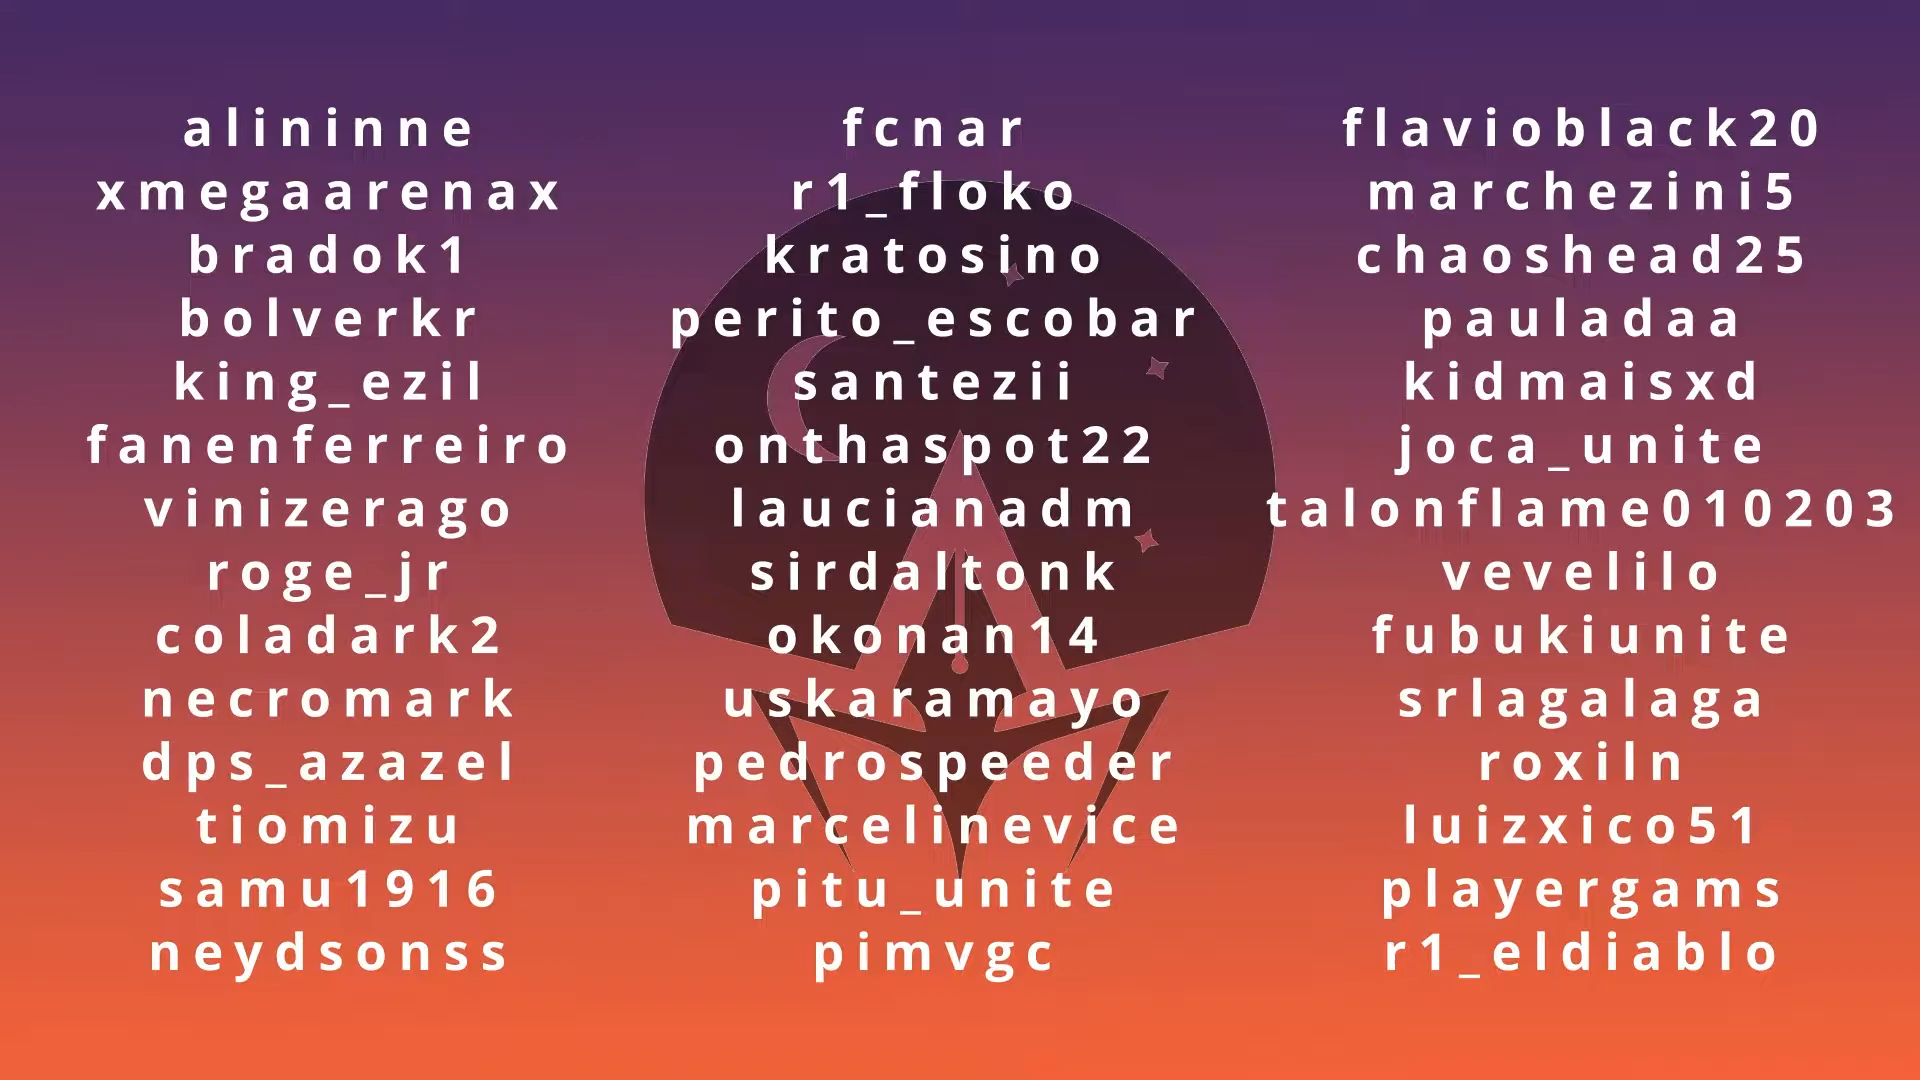 alininne
xmegaarenax
bradok1
bolverkr
king_ezil
fanenferreiro
vinizerago
roge_jr
coladark2
necromark
dps_azazel
tiomizu
samu1916
neydsonss
fcnar
r1_floko
kratosino
perito_escobar
santezii
onthaspot22
laucianadm
sirdaltonk
okonan14
uskaramayo
pedrospeeder
marcelinevice
pitu_unite
pimvgc
flavioblack20
marchezini5
chaoshead25
pauladaa
kidmaisxd
joca_unite
talonflame010203
vevelilo
fubukiunite
srlagalaga
roxiln
luizxico51
playergams
r1_eldiablo